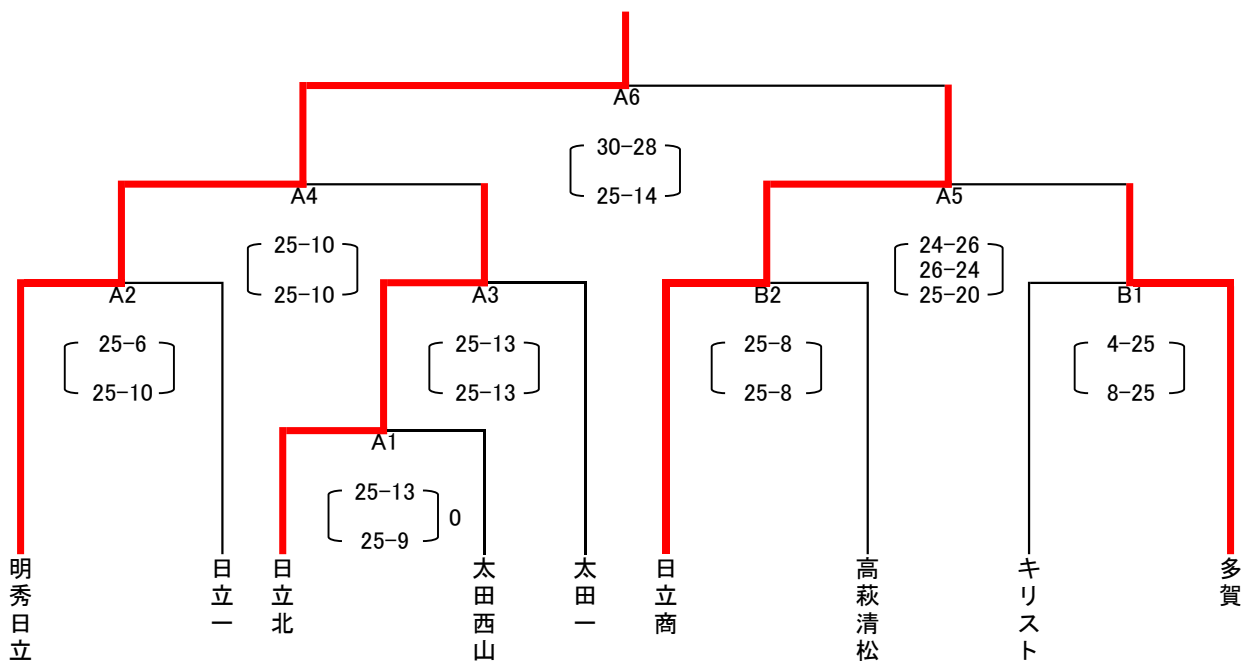 A6
30-28
25-14
A4
A5
25-10
25-10
24-26
26-24
25-20
A2
A3
B2
B1
25-6
25-10
25-13
25-13
25-8
25-8
4-25
8-25
A1
25-13
25-9
0
明秀日立
日立一
日立北
太田西山
太田一
日立商
高萩清松
キリスト
多賀